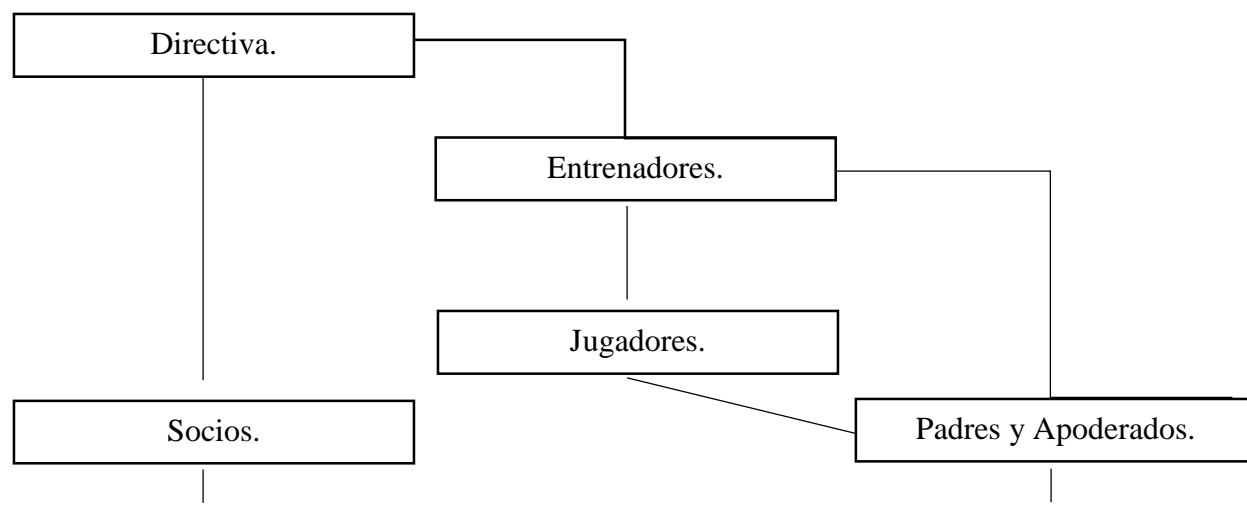 Directiva.
Entrenadores.
Jugadores.
Socios.
Padres y Apoderados.